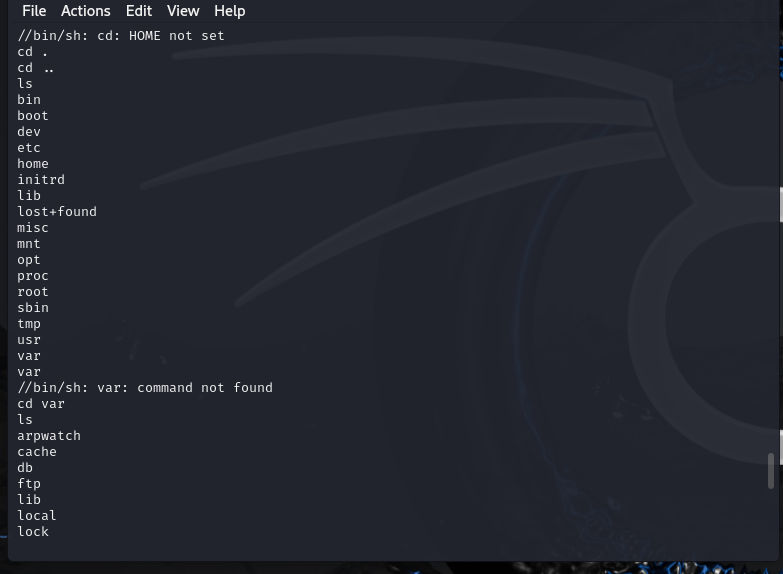 File Actions Edit View Help
//bin/sh: cd: HOME not set
cd .
cd ..
ls
bin
boot
dev
etc
home
initrd
lib
lost+found
misc
mnt
opt
proc
root
sbin
tmp
usr
var
var
//bin/sh: var: command not found
cd var
ls
arpwatch
cache
db
ftp
lib
local
lock